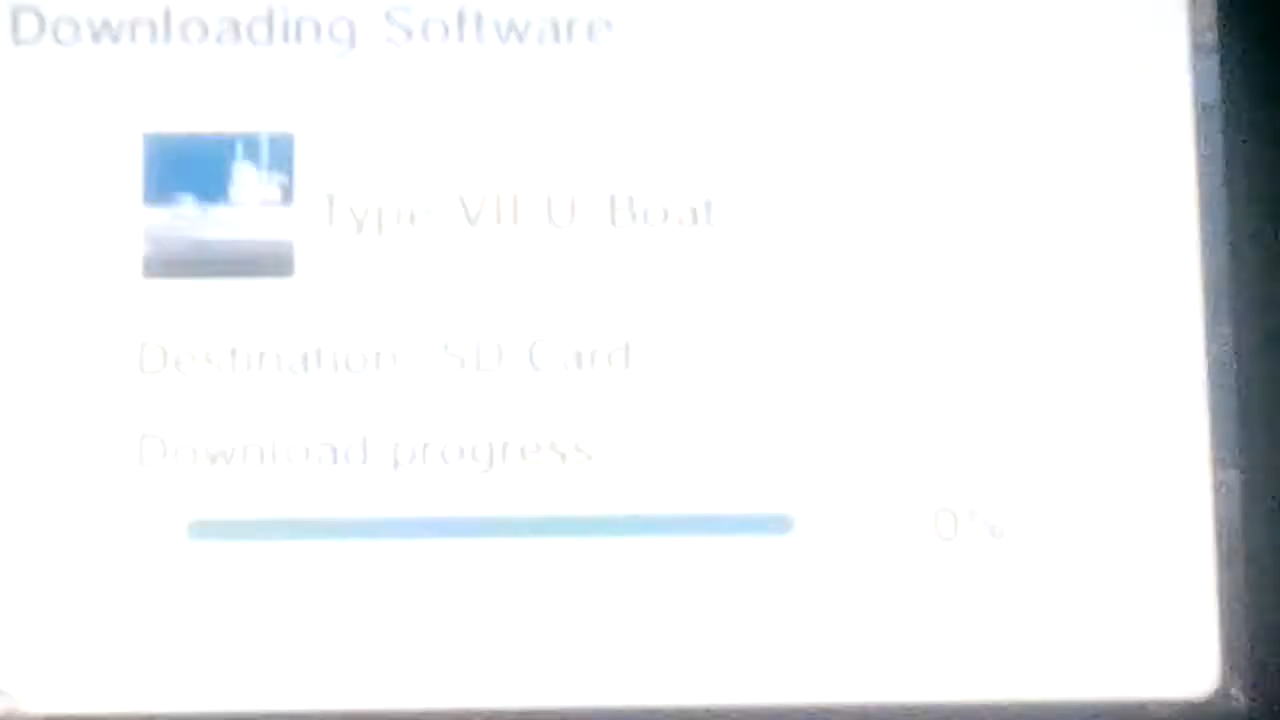 Downloading Software
Type VII U Boat
Destination: SD Card
Download progress
0%